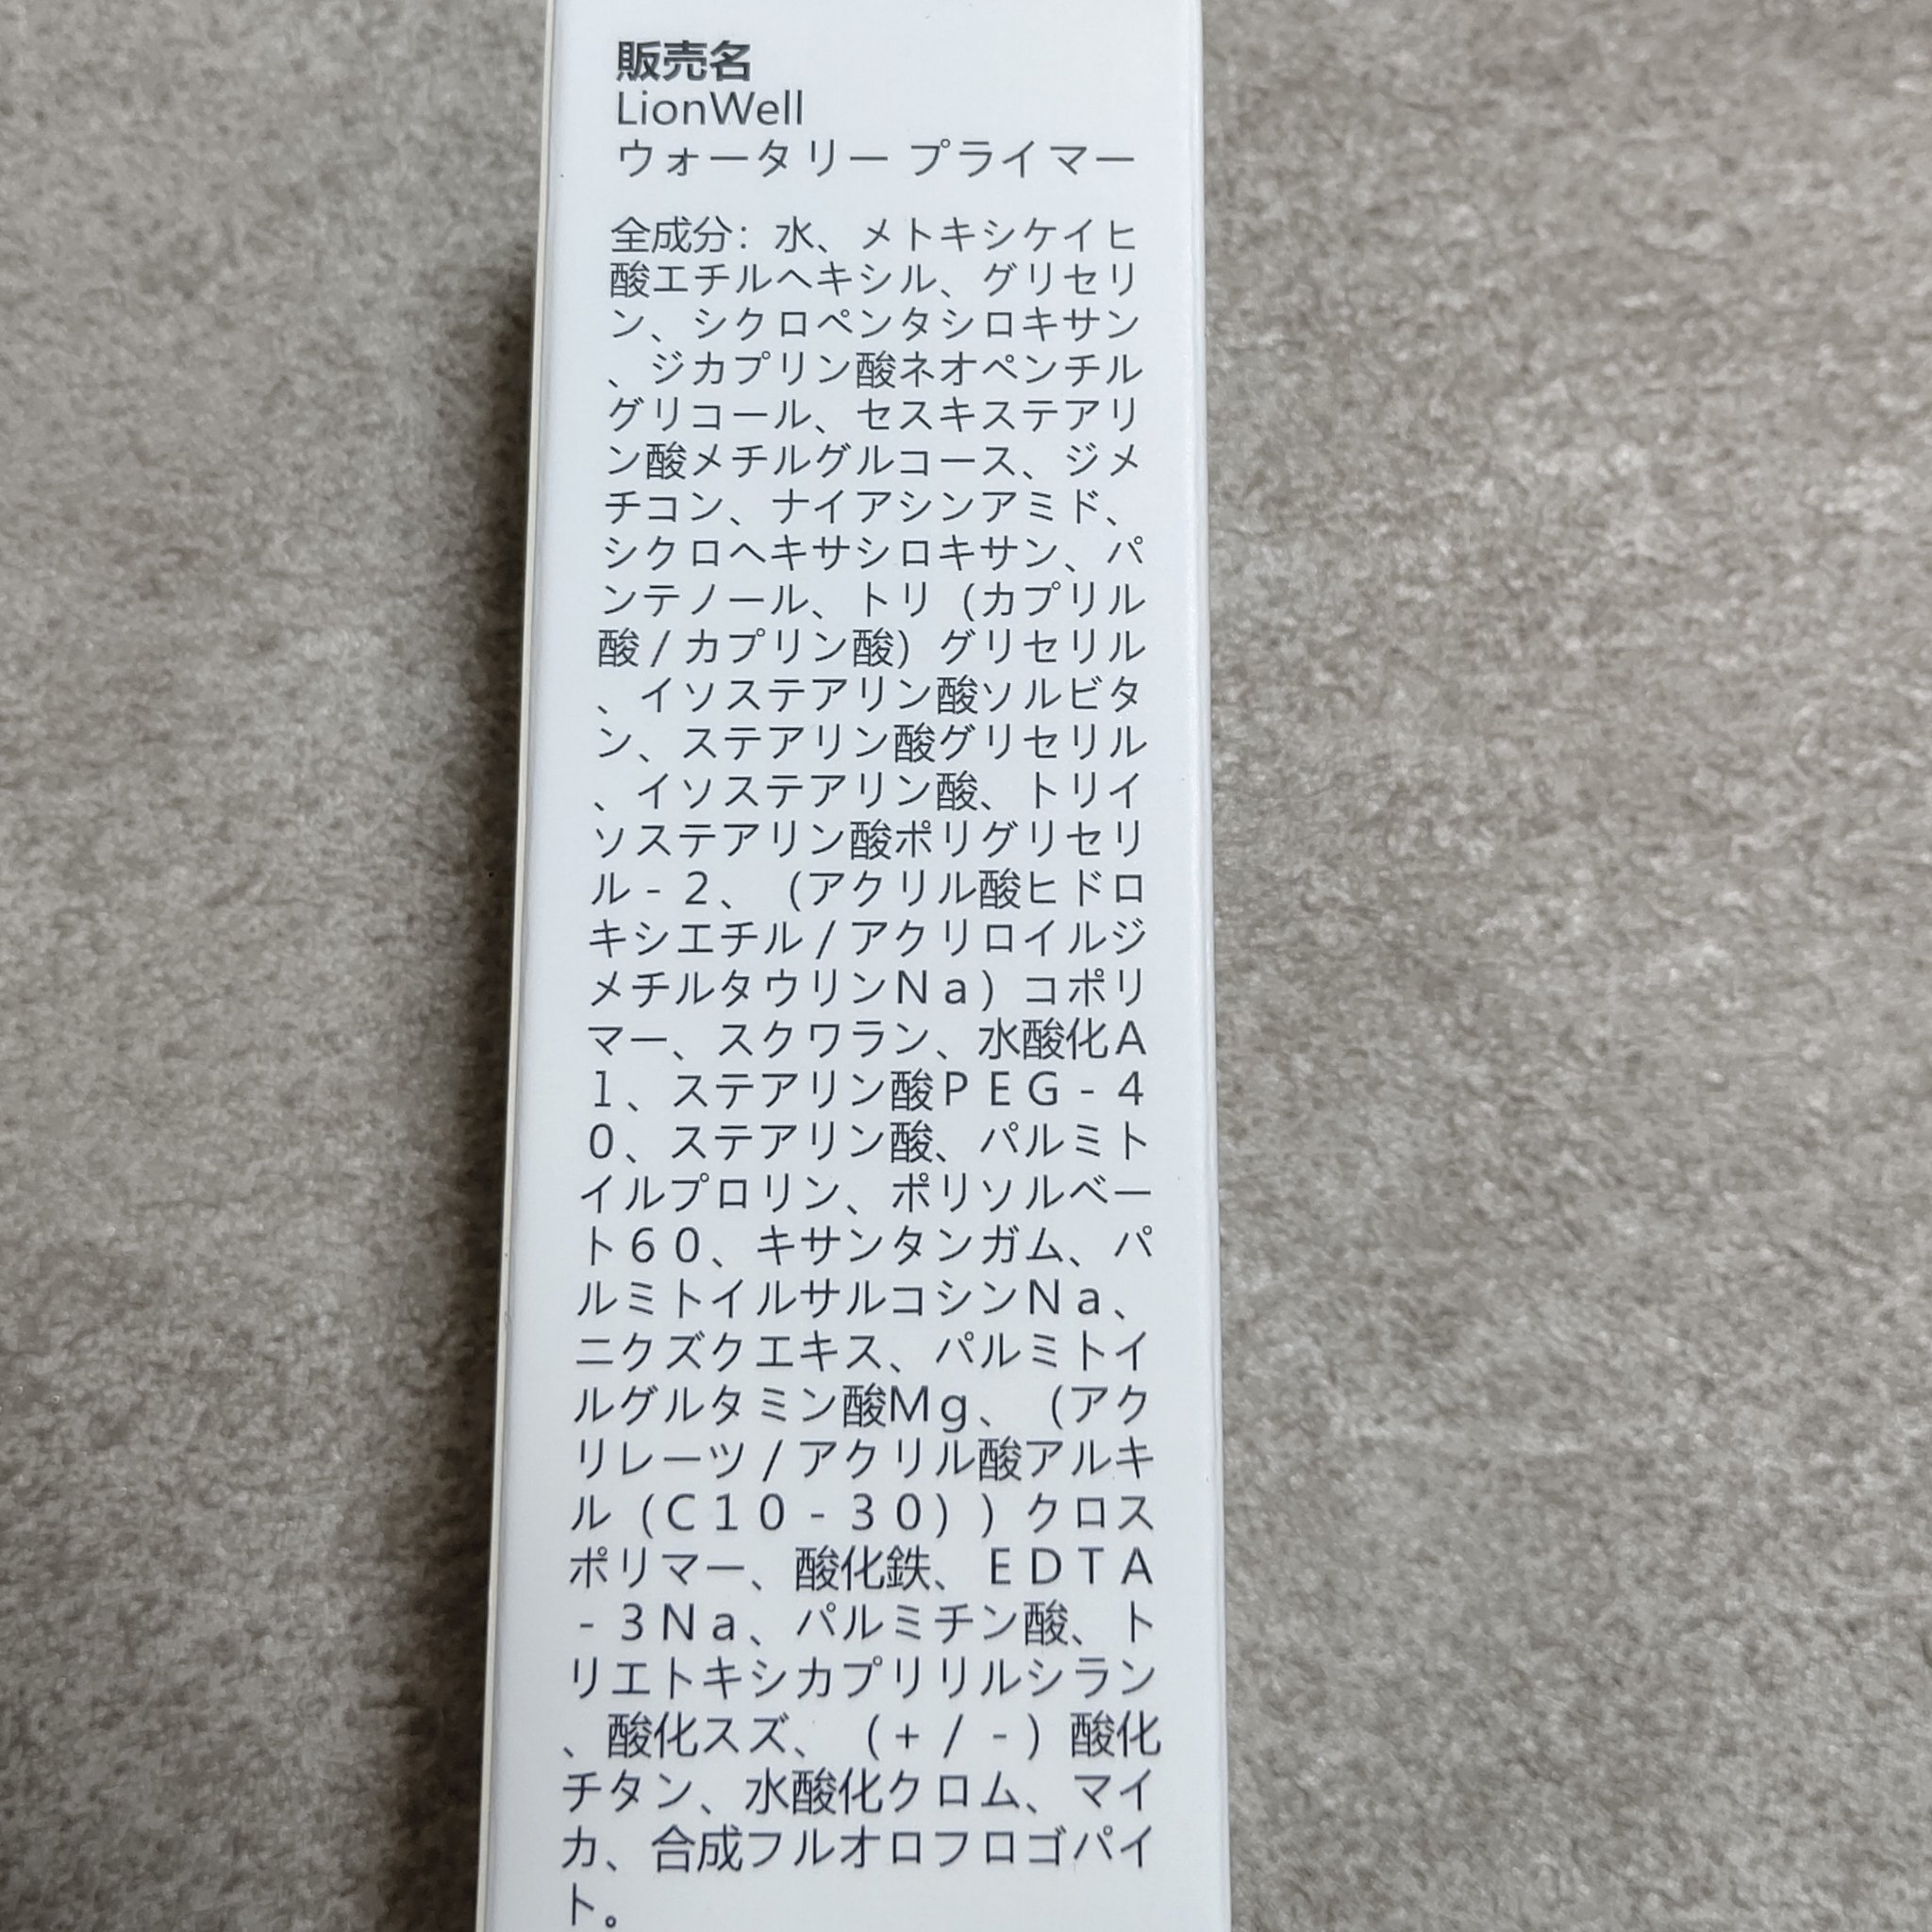 販売名
LionWell
ウォータリー プライマー
全成分：水、メトキシケイヒ
酸エチルヘキシル、グリセリ
ン、シクロペンタシロキサン
、ジカプリン酸ネオペンチル
グリコール、セスキステアリ
ン酸メチルグルコース、ジメ
チコン、ナイアシンアミド、
シクロヘキサシロキサン、パ
ンテノール、トリ（カプリル
酸/カプリン酸）グリセリル
、イソステアリン酸ソルビタ
ン、ステアリン酸グリセリル
、イソステアリン酸、トリイ
ソステアリン酸ポリグリセリ
ル-２、（アクリル酸ヒドロ
キシエチル/アクリロイルジ
メチルタウリンＮａ）コポリ
マー、スクワラン、水酸化Ａ
l、ステアリン酸ＰＥＧ-４
０、ステアリン酸、パルミト
イルプロリン、ポリソルベー
ト６０、キサンタンガム、パ
ルミトイルサルコシンＮａ、
ニクズクエキス、パルミトイ
ルグルタミン酸Ｍｇ、（アク
リレーツ/アクリル酸アルキ
ル（Ｃ１０-３０））クロス
ポリマー、酸化鉄、ＥＤＴＡ
-３Ｎａ、パルミチン酸、ト
リエトキシカプリリルシラン
、酸化スズ、（+/-）酸化
チタン、水酸化クロム、マイ
カ、合成フルオロフロゴパイ
ト。